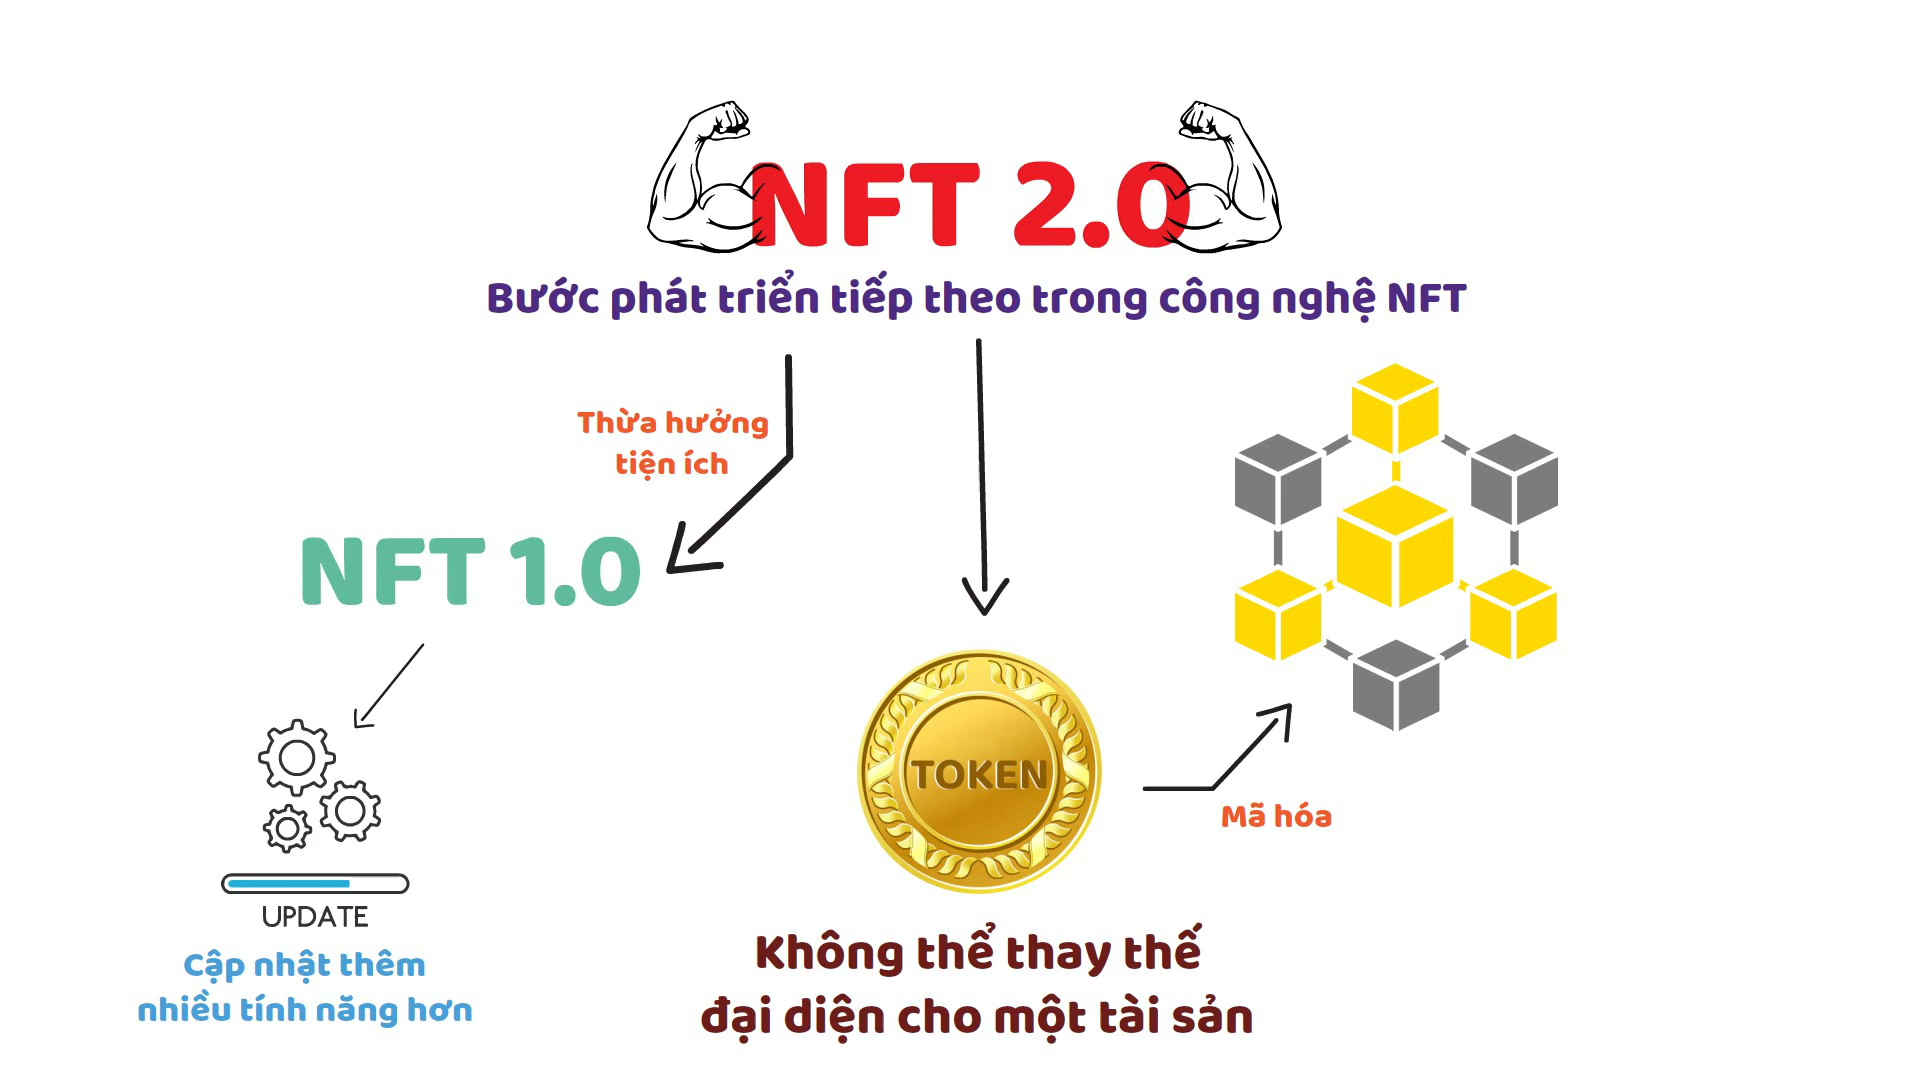 NFT 2.0
Bước phát triển tiếp theo trong công nghệ NFT
Thừa hưởng
tiện ích
NFT 1.0
UPDATE
Cập nhật thêm
nhiều tính năng hơn
TOKEN
Không thể thay thế
đại diện cho một tài sản
Mã hóa